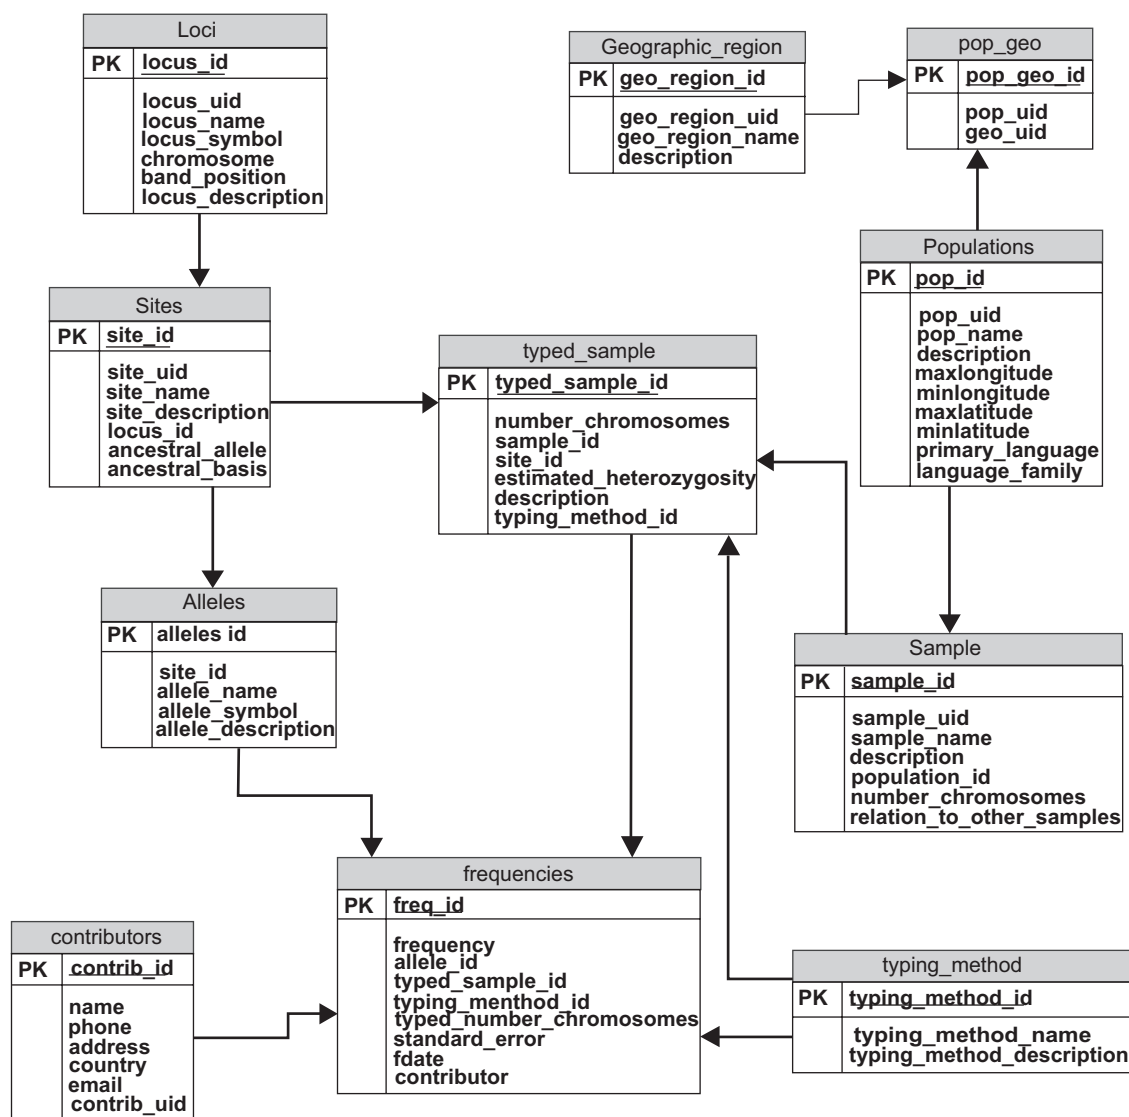 Loci
PK locus_id
locus_uid
locus_name
locus_symbol
chromosome
band_position
locus_description
Geographic_region
PK geo_region_id
geo_region_uid
geo_region_name
description
pop_geo
PK pop_geo_id
pop_uid
geo_uid
Populations
PK pop_id
pop_uid
pop_name
description
maxlongitude
minlongitude
maxlatitude
minlatitude
primary_language
language_family
Sites
PK site_id
site_uid
site_name
site_description
locus_id
ancestral_allele
ancestral_basis
typed_sample
PK typed_sample_id
number_chromosomes
sample_id
site_id
estimated_heterozygosity
description
typing_method_id
Alleles
PK alleles id
site_id
allele_name
allele_symbol
allele_description
Sample
PK sample_id
sample_uid
sample_name
description
population_id
number_chromosomes
relation_to_other_samples
frequencies
PK freq_id
frequency
allele_id
typed_sample_id
typing_menthod_id
typed_number_chromosomes
standard_error
fdate
contributor
contributors
PK contrib_id
name
phone
address
country
email
contrib_uid
typing_method
PK typing_method_id
typing_method_name
typing_method_description